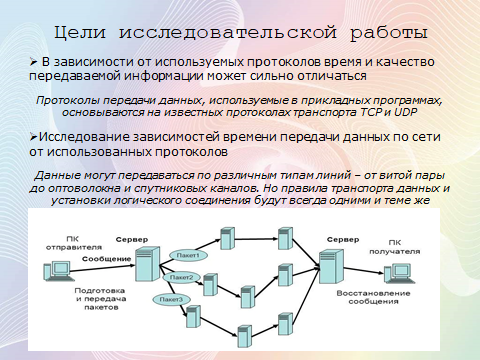 Цели исследовательской работы
➢ В зависимости от используемых протоколов время и качество
передаваемой информации может сильно отличаться
Протоколы передачи данных, используемые в прикладных программах,
основываются на известных протоколах транспорта TCP и UDP
➢Исследование зависимостей времени передачи данных по сети
от использованных протоколов
Данные могут передаваться по различным типам линий – от витой пары
до оптоволокна и спутниковых каналов. Но правила транспорта данных и
установки логического соединения будут всегда одними и теме же
ПК
отправителя
Сообщение
Сервер
Подготовка
и передача
пакетов
Пакет1
Пакет2
Пакет3
Сервер
ПК
получателя
Восстановление
сообщения